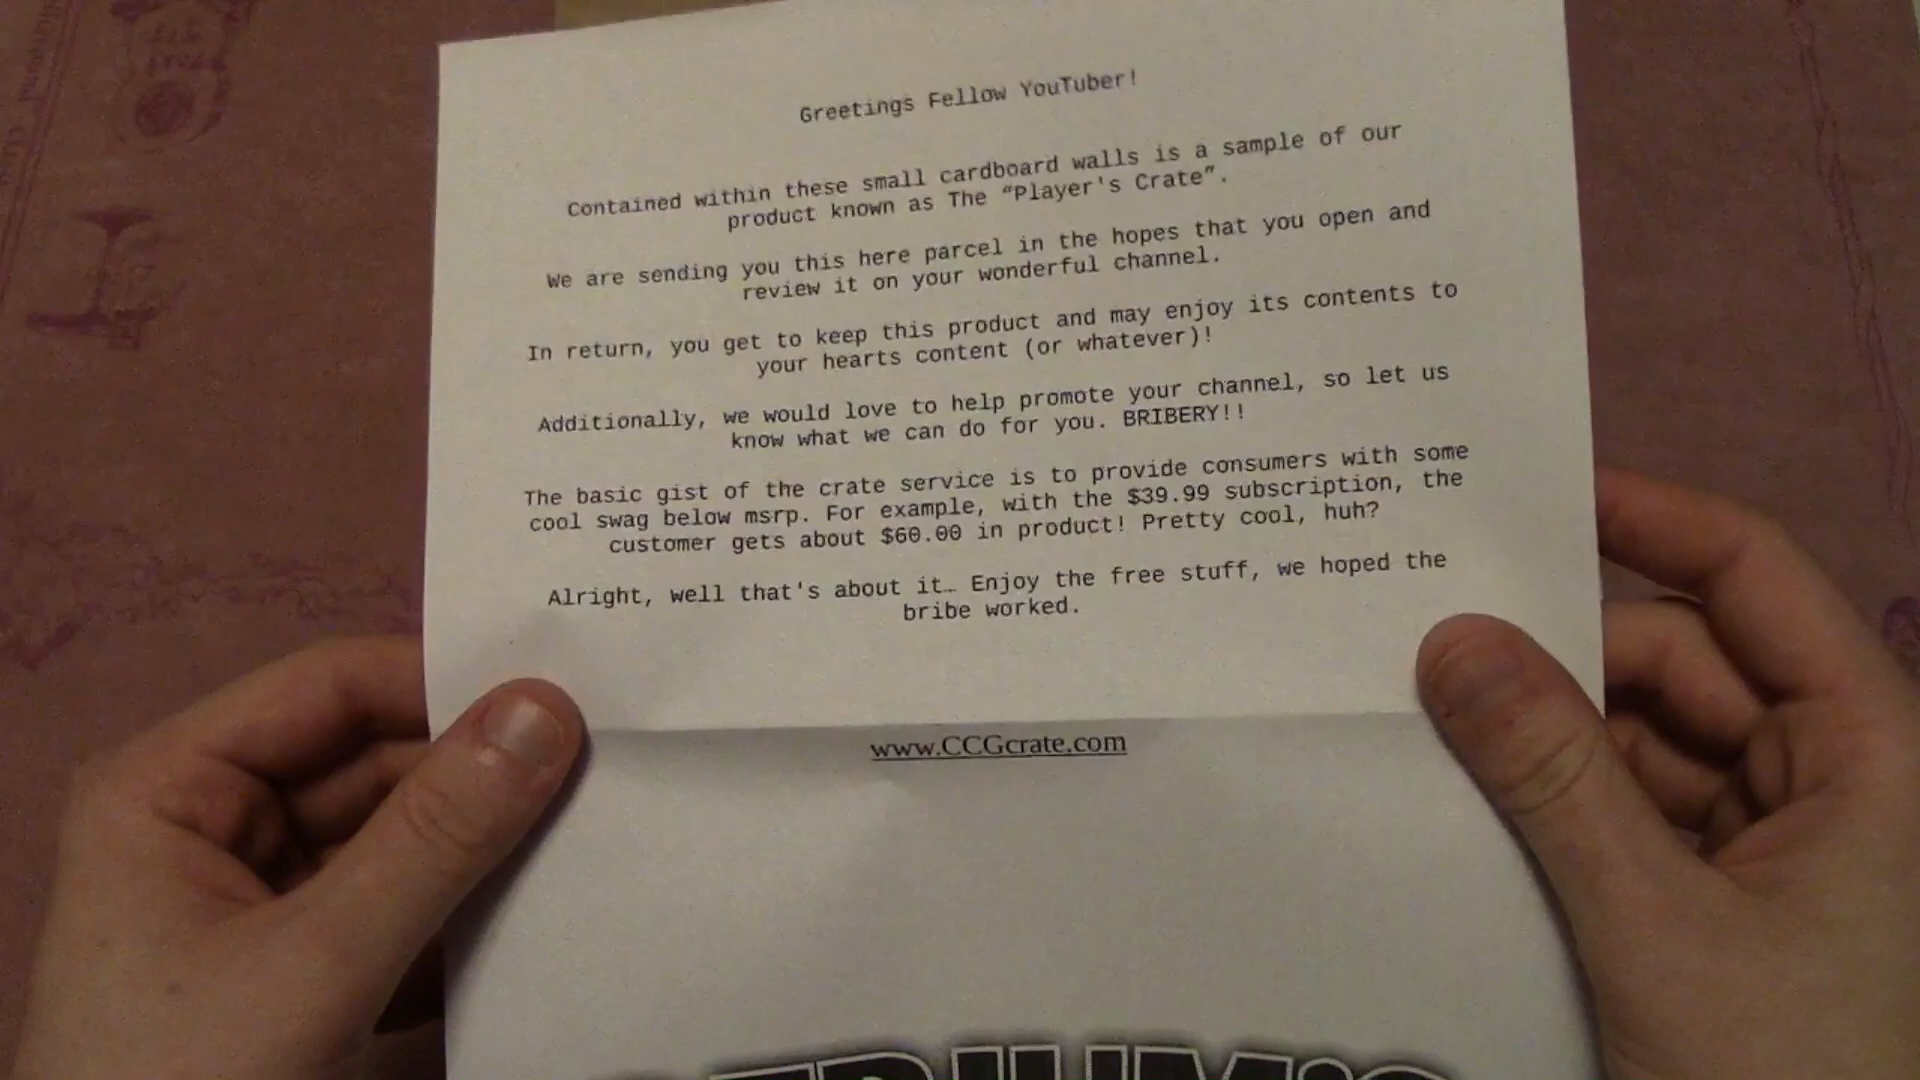 Greetings Fellow YouTuber!
Contained within these small cardboard walls is a sample of our
product known as The “Player's Crate”.
We are sending you this here parcel in the hopes that you open and
review it on your wonderful channel.
In return, you get to keep this product and may enjoy its contents to
your hearts content (or whatever)!
Additionally, we would love to help promote your channel, so let us
know what we can do for you. BRIBERY!!
The basic gist of the crate service is to provide consumers with some
cool swag below msrp. For example, with the $39.99 subscription, the
customer gets about $60.00 in product! Pretty cool, huh?
Alright, well that's about it… Enjoy the free stuff, we hoped the
bribe worked.
www.CCGcrate.com